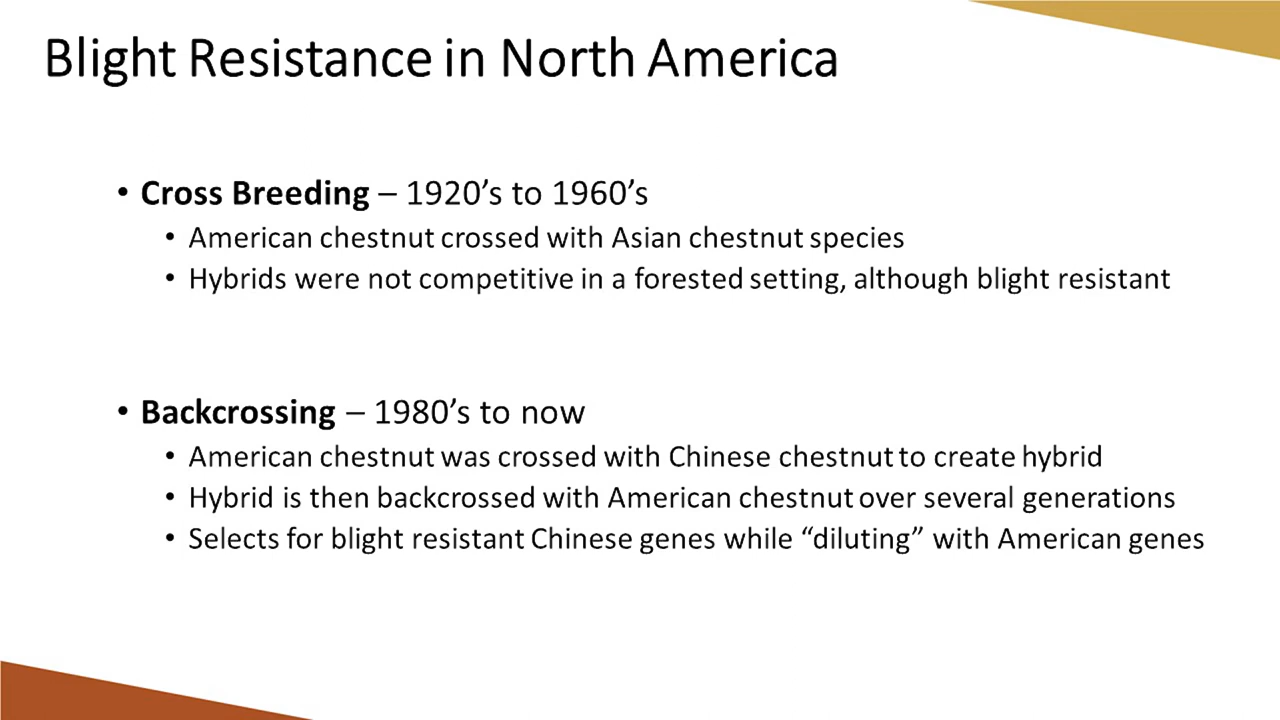 Blight Resistance in North America
• Cross Breeding – 1920’s to 1960’s
• American chestnut crossed with Asian chestnut species
• Hybrids were not competitive in a forested setting, although blight resistant
• Backcrossing – 1980’s to now
• American chestnut was crossed with Chinese chestnut to create hybrid
• Hybrid is then backcrossed with American chestnut over several generations
• Selects for blight resistant Chinese genes while “diluting” with American genes